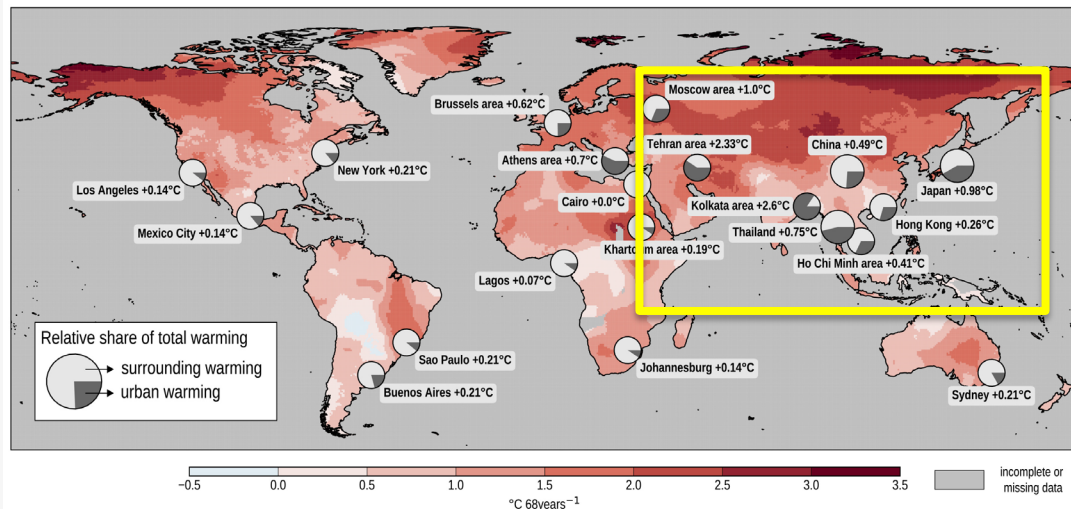 Moscow area +1.0°C
Brussels area +0.62°C
Tehran area +2.33°C
China +0.49°C
New York +0.21°C
Athens area +0.7°C
Los Angeles +0.14°C
Japan +0.98°C
Cairo +0.0°C
Kolkata area +2.6°C
Hong Kong +0.26°C
Mexico City +0.14°C
Thailand +0.75°C
Khartoum area +0.19°C
Ho Chi Minh area +0.41°C
Lagos +0.07°C
Relative share of total warming
surrounding warming
urban warming
Sao Paulo +0.21°C
Johannesburg +0.14°C
Buenos Aires +0.21°C
Sydney +0.21°C
−0.5 0.0 0.5 1.0 1.5 2.0 2.5 3.0 3.5
°C 68years⁻¹
incomplete or
missing data